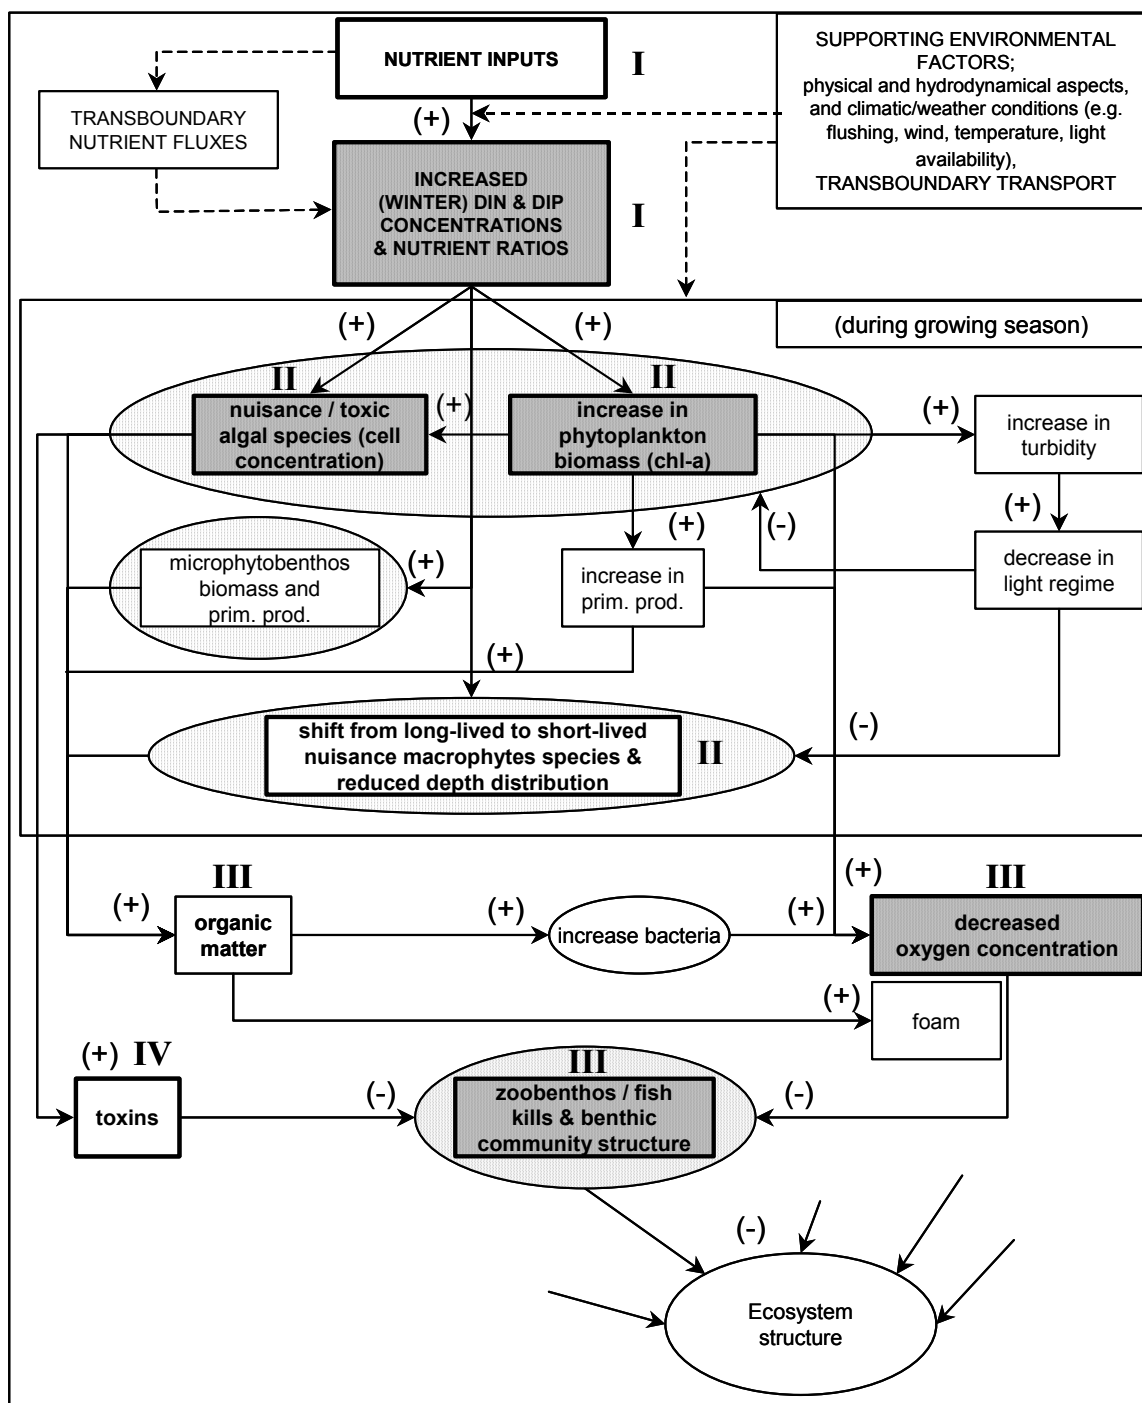 NUTRIENT INPUTS
I
SUPPORTING ENVIRONMENTAL
FACTORS;
physical and hydrodynamical aspects,
and climatic/weather conditions (e.g.
flushing, wind, temperature, light
availability),
TRANSBOUNDARY TRANSPORT
TRANSBOUNDARY
NUTRIENT FLUXES
(+)
INCREASED
(WINTER) DIN & DIP
CONCENTRATIONS
& NUTRIENT RATIOS
I
(during growing season)
(+)
(+)
II
II
nuisance / toxic
algal species (cell
concentration)
(+)
increase in
phytoplankton
biomass (chl-a)
(+)
increase in
turbidity
(+)
(-)
(+)
microphytobenthos
biomass and
prim. prod.
(+)
increase in
prim. prod.
decrease in
light regime
(+)
shift from long-lived to short-lived
nuisance macrophytes species &
reduced depth distribution
II
(-)
III
(+)
III
(+)
organic
matter
(+)
increase bacteria
(+)
decreased
oxygen concentration
(+)
foam
(+) IV
toxins
(-)
III
zoobenthos / fish
kills & benthic
community structure
(-)
(-)
Ecosystem
structure